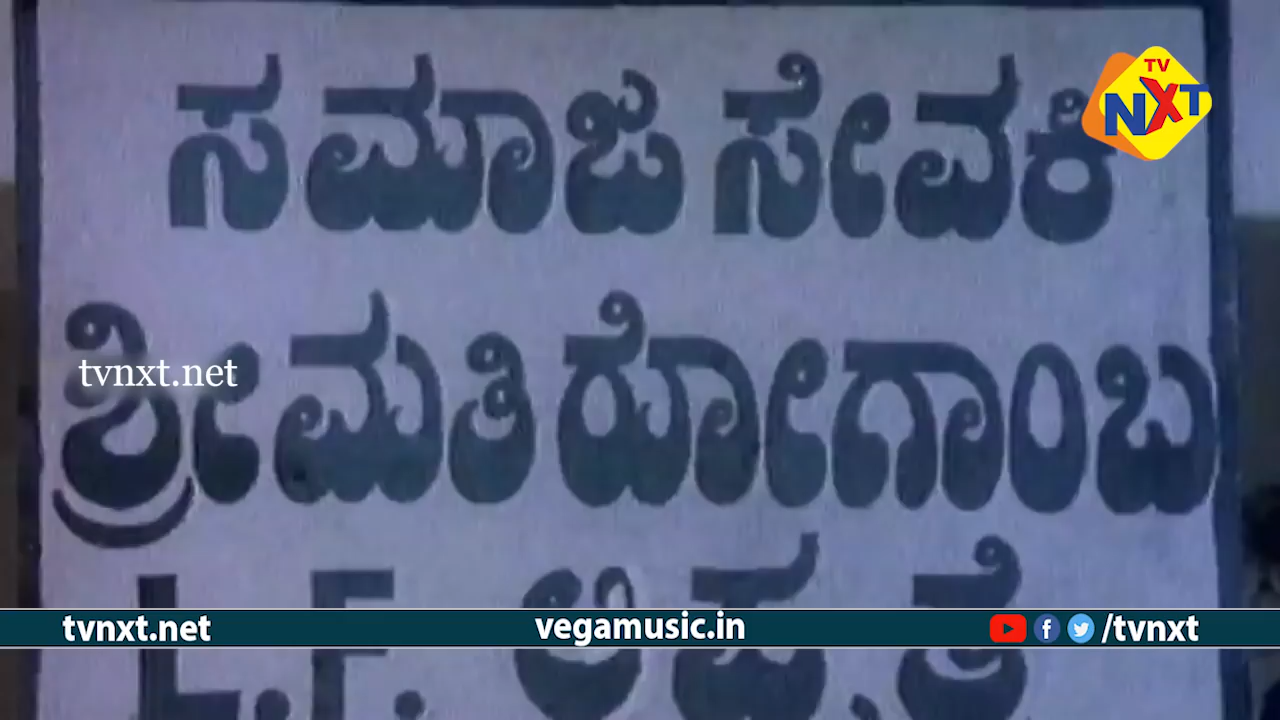 TV NXT
ಸಮಾಜ ಸೇವಕಿ
tvnxt.net
ಶ್ರೀಮತಿ ಝೋಗಾಂಬ
L.F.
tvnxt.net
vegamusic.in
/tvnxt